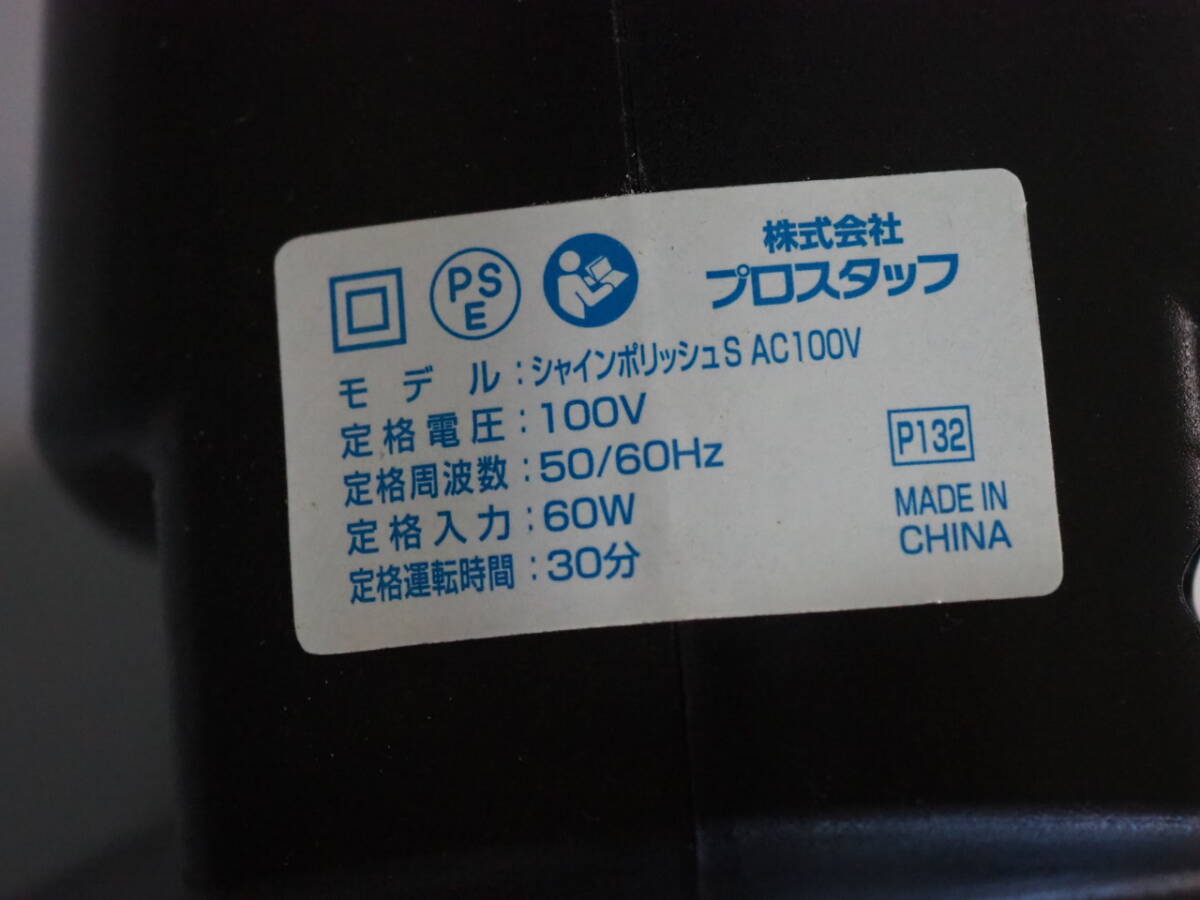 PSE
株式会社
プロスタッフ
モデル:シャインポリッシュS AC100V
定格電圧:100V
定格周波数:50/60Hz
定格入力:60W
定格運転時間:30分
P132
MADE IN
CHINA